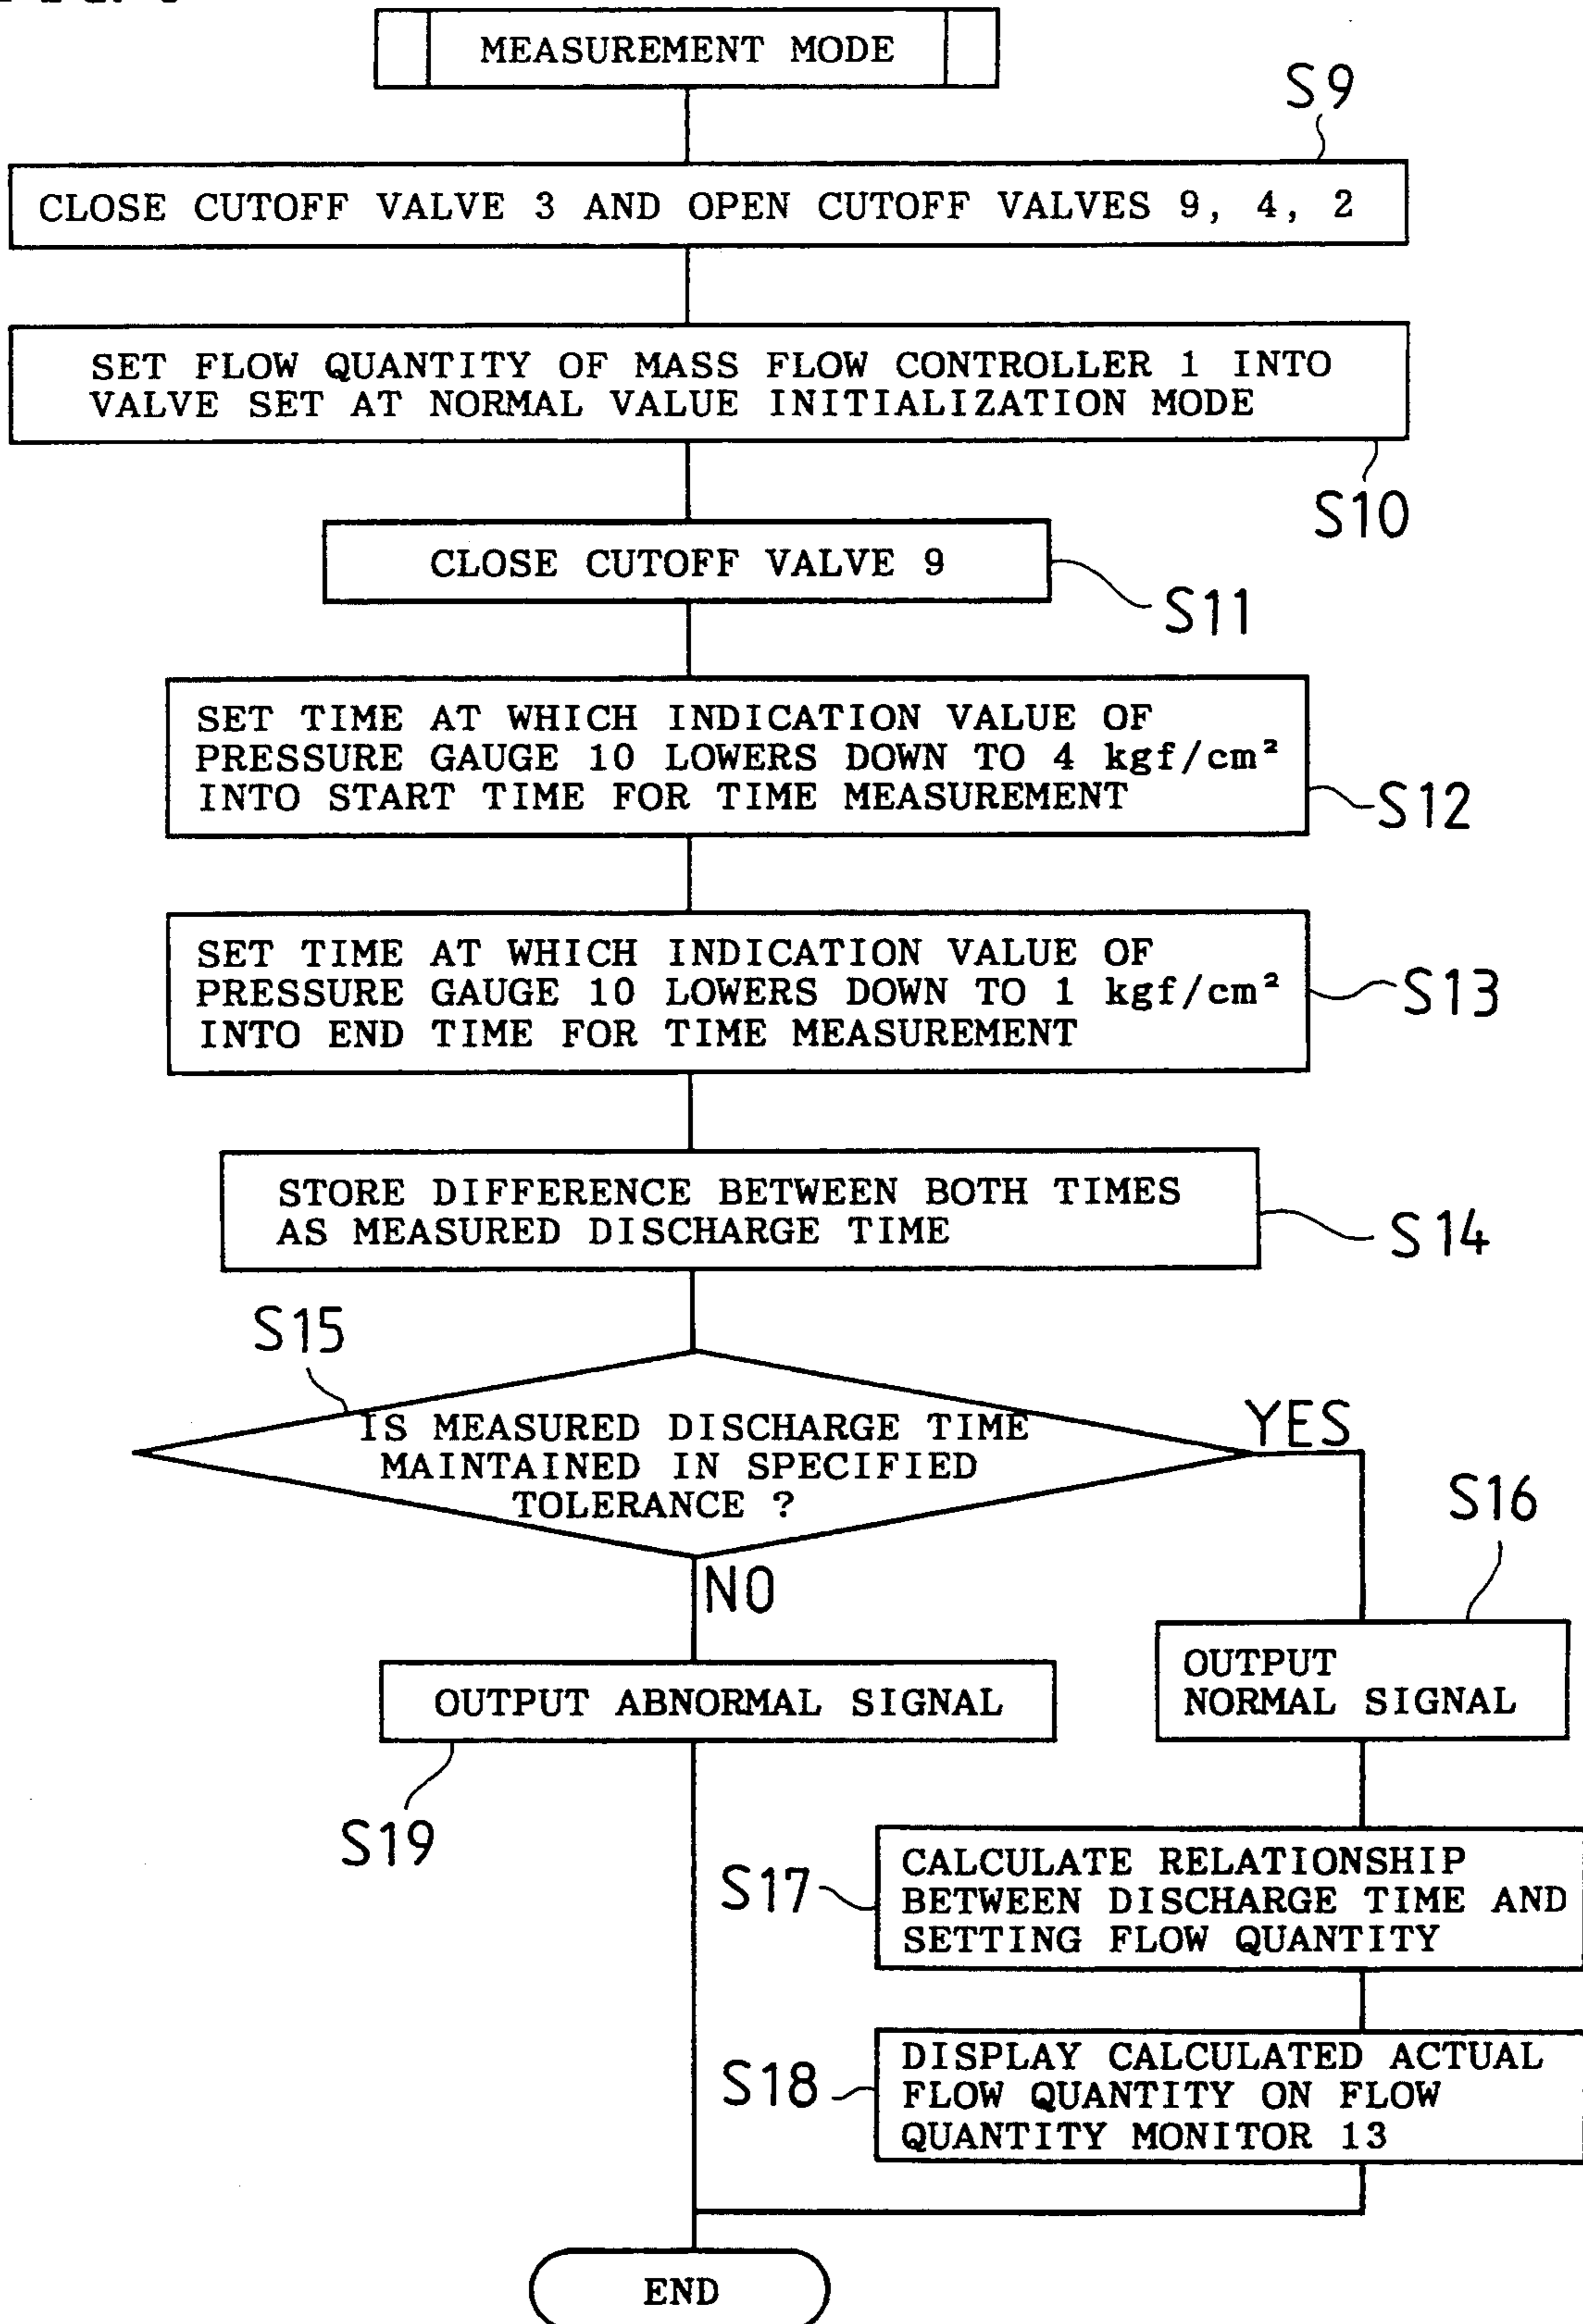 MEASUREMENT MODE
S9
CLOSE CUTOFF VALVE 3 AND OPEN CUTOFF VALVES 9, 4, 2
SET FLOW QUANTITY OF MASS FLOW CONTROLLER 1 INTO
VALVE SET AT NORMAL VALUE INITIALIZATION MODE
S10
CLOSE CUTOFF VALVE 9
S11
SET TIME AT WHICH INDICATION VALUE OF
PRESSURE GAUGE 10 LOWERS DOWN TO 4 kgf/cm²
INTO START TIME FOR TIME MEASUREMENT
S12
SET TIME AT WHICH INDICATION VALUE OF
PRESSURE GAUGE 10 LOWERS DOWN TO 1 kgf/cm²
INTO END TIME FOR TIME MEASUREMENT
S13
STORE DIFFERENCE BETWEEN BOTH TIMES
AS MEASURED DISCHARGE TIME
S14
S15
IS MEASURED DISCHARGE TIME
MAINTAINED IN SPECIFIED
TOLERANCE ?
YES
S16
NO
OUTPUT
NORMAL SIGNAL
OUTPUT ABNORMAL SIGNAL
S19
S17
CALCULATE RELATIONSHIP
BETWEEN DISCHARGE TIME AND
SETTING FLOW QUANTITY
S18
DISPLAY CALCULATED ACTUAL
FLOW QUANTITY ON FLOW
QUANTITY MONITOR 13
END